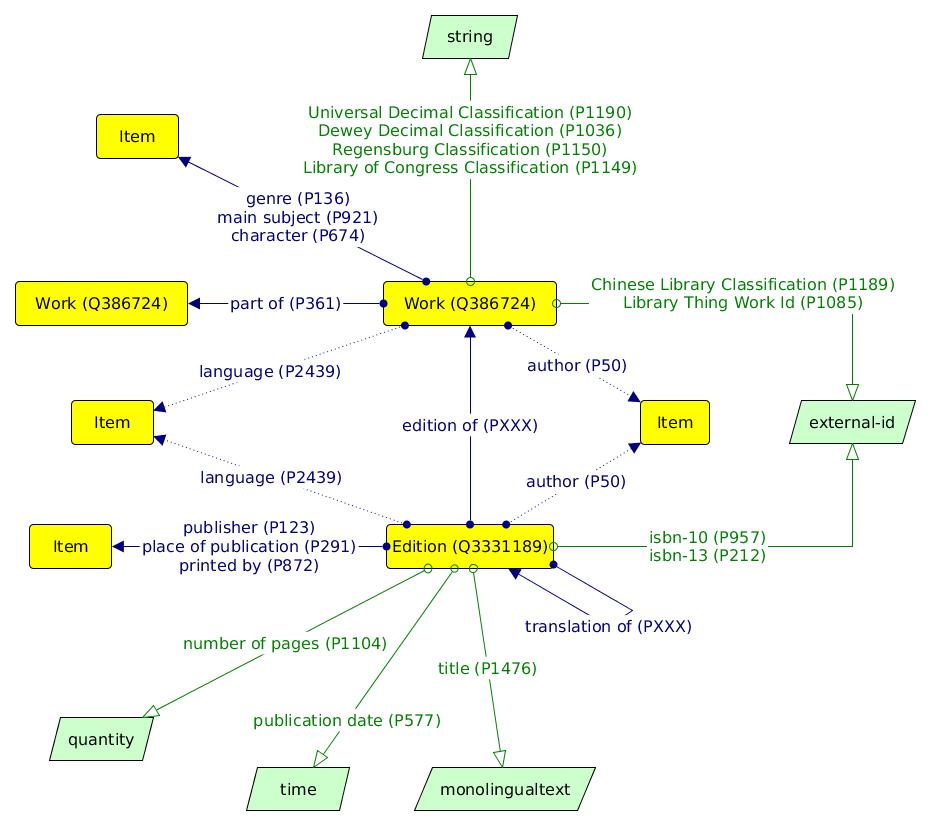 string
Universal Decimal Classification (P1190)
Dewey Decimal Classification (P1036)
Regensburg Classification (P1150)
Library of Congress Classification (P1149)
Item
genre (P136)
main subject (P921)
character (P674)
Work (Q386724)
part of (P361)
Work (Q386724)
Chinese Library Classification (P1189)
Library Thing Work Id (P1085)
language (P2439)
author (P50)
Item
edition of (PXXX)
Item
external-id
language (P2439)
author (P50)
Item
publisher (P123)
place of publication (P291)
printed by (P872)
Edition (Q3331189)
isbn-10 (P957)
isbn-13 (P212)
translation of (PXXX)
number of pages (P1104)
title (P1476)
publication date (P577)
quantity
time
monolingualtext